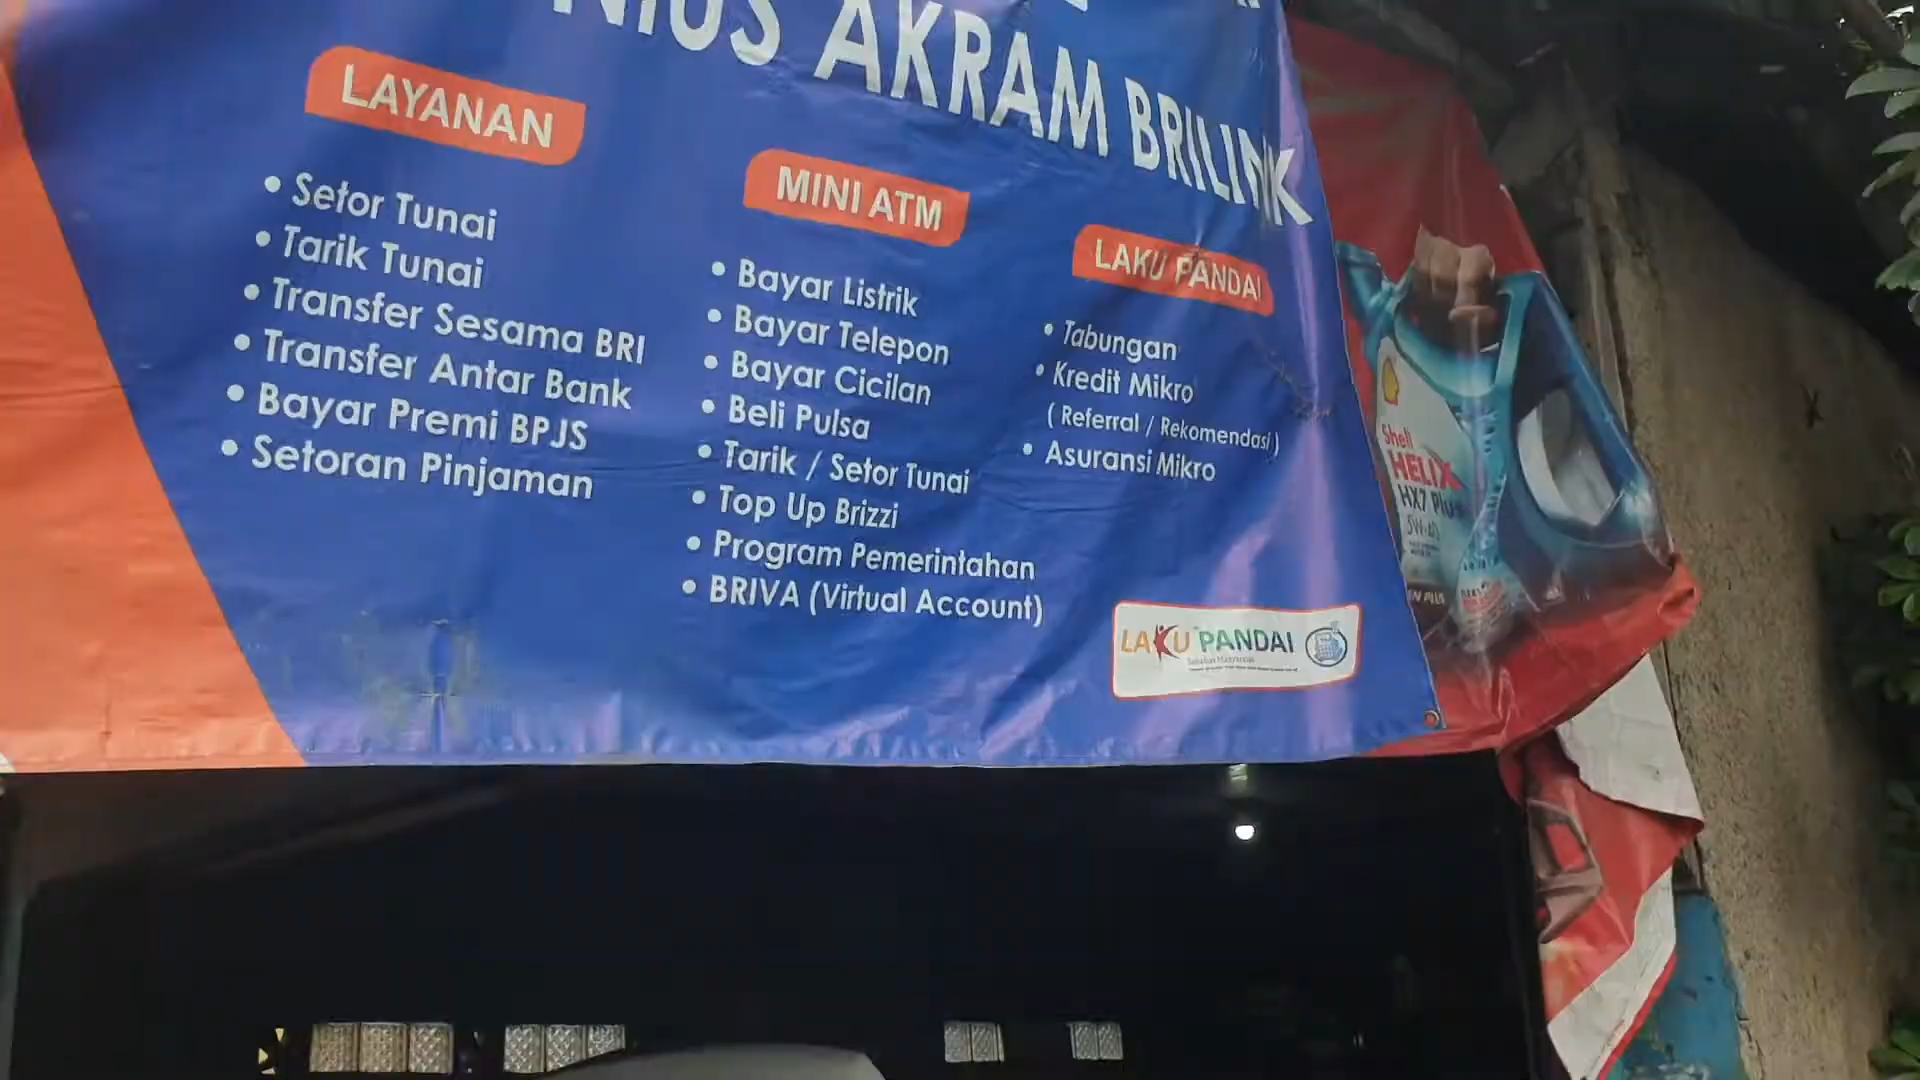 AKRAM BRILINK
LAYANAN
• Setor Tunai
• Tarik Tunai
• Transfer Sesama BRI
• Transfer Antar Bank
• Bayar Premi BPJS
• Setoran Pinjaman
MINI ATM
• Bayar Listrik
• Bayar Telepon
• Bayar Cicilan
• Beli Pulsa
• Tarik / Setor Tunai
• Top Up Brizzi
• Program Pemerintahan
• BRIVA (Virtual Account)
LAKU PANDAI
• Tabungan
• Kredit Mikro
( Referral / Rekomendasi )
• Asuransi Mikro
LAKU PANDAI
Shell
HELIX
HX7 Plus
5W-40